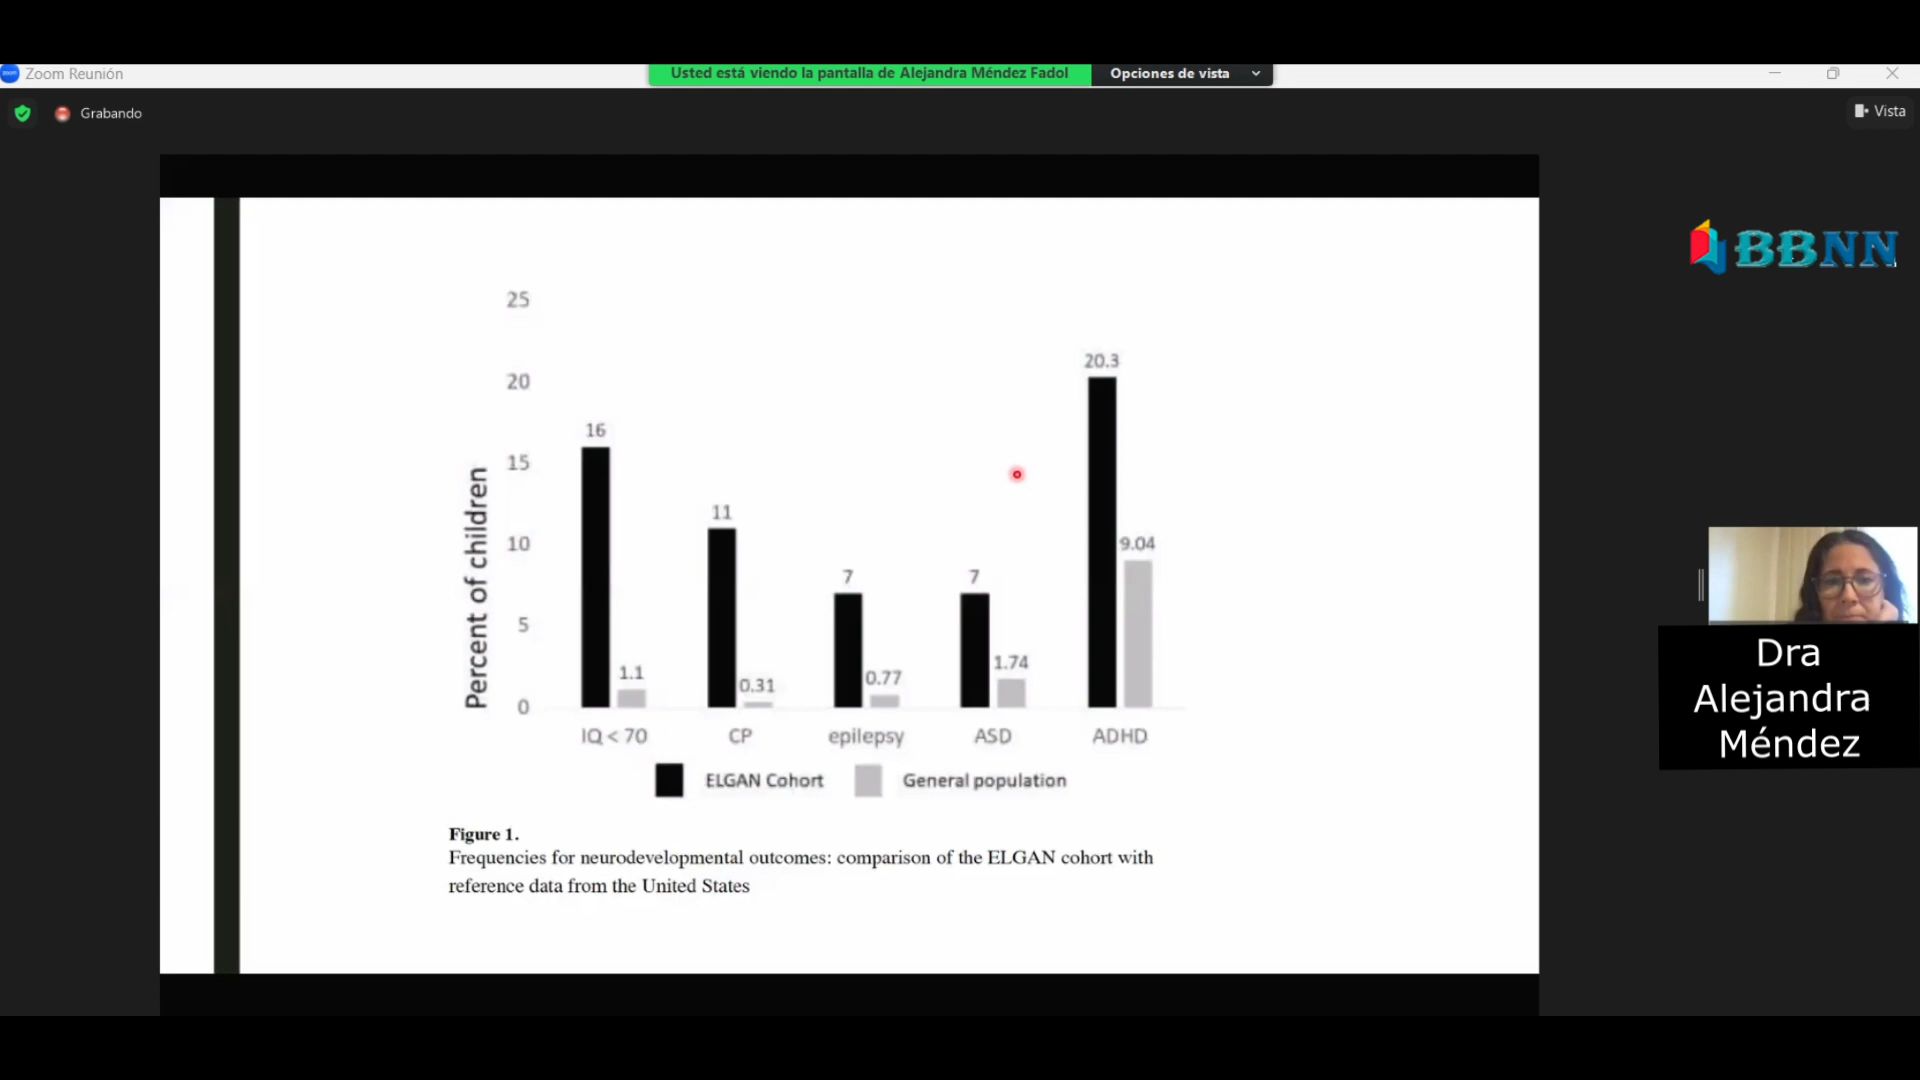 Zoom Reunión
Usted está viendo la pantalla de Alejandra Méndez Fadol
Opciones de vista
Grabando
Vista
BBNN
25
20
15
10
5
0
Percent of children
16
1.1
11
0.31
7
0.77
7
1.74
20.3
9.04
IQ < 70
CP
epilepsy
ASD
ADHD
ELGAN Cohort
General population
Figure 1.
Frequencies for neurodevelopmental outcomes: comparison of the ELGAN cohort with
reference data from the United States
Dra
Alejandra
Méndez